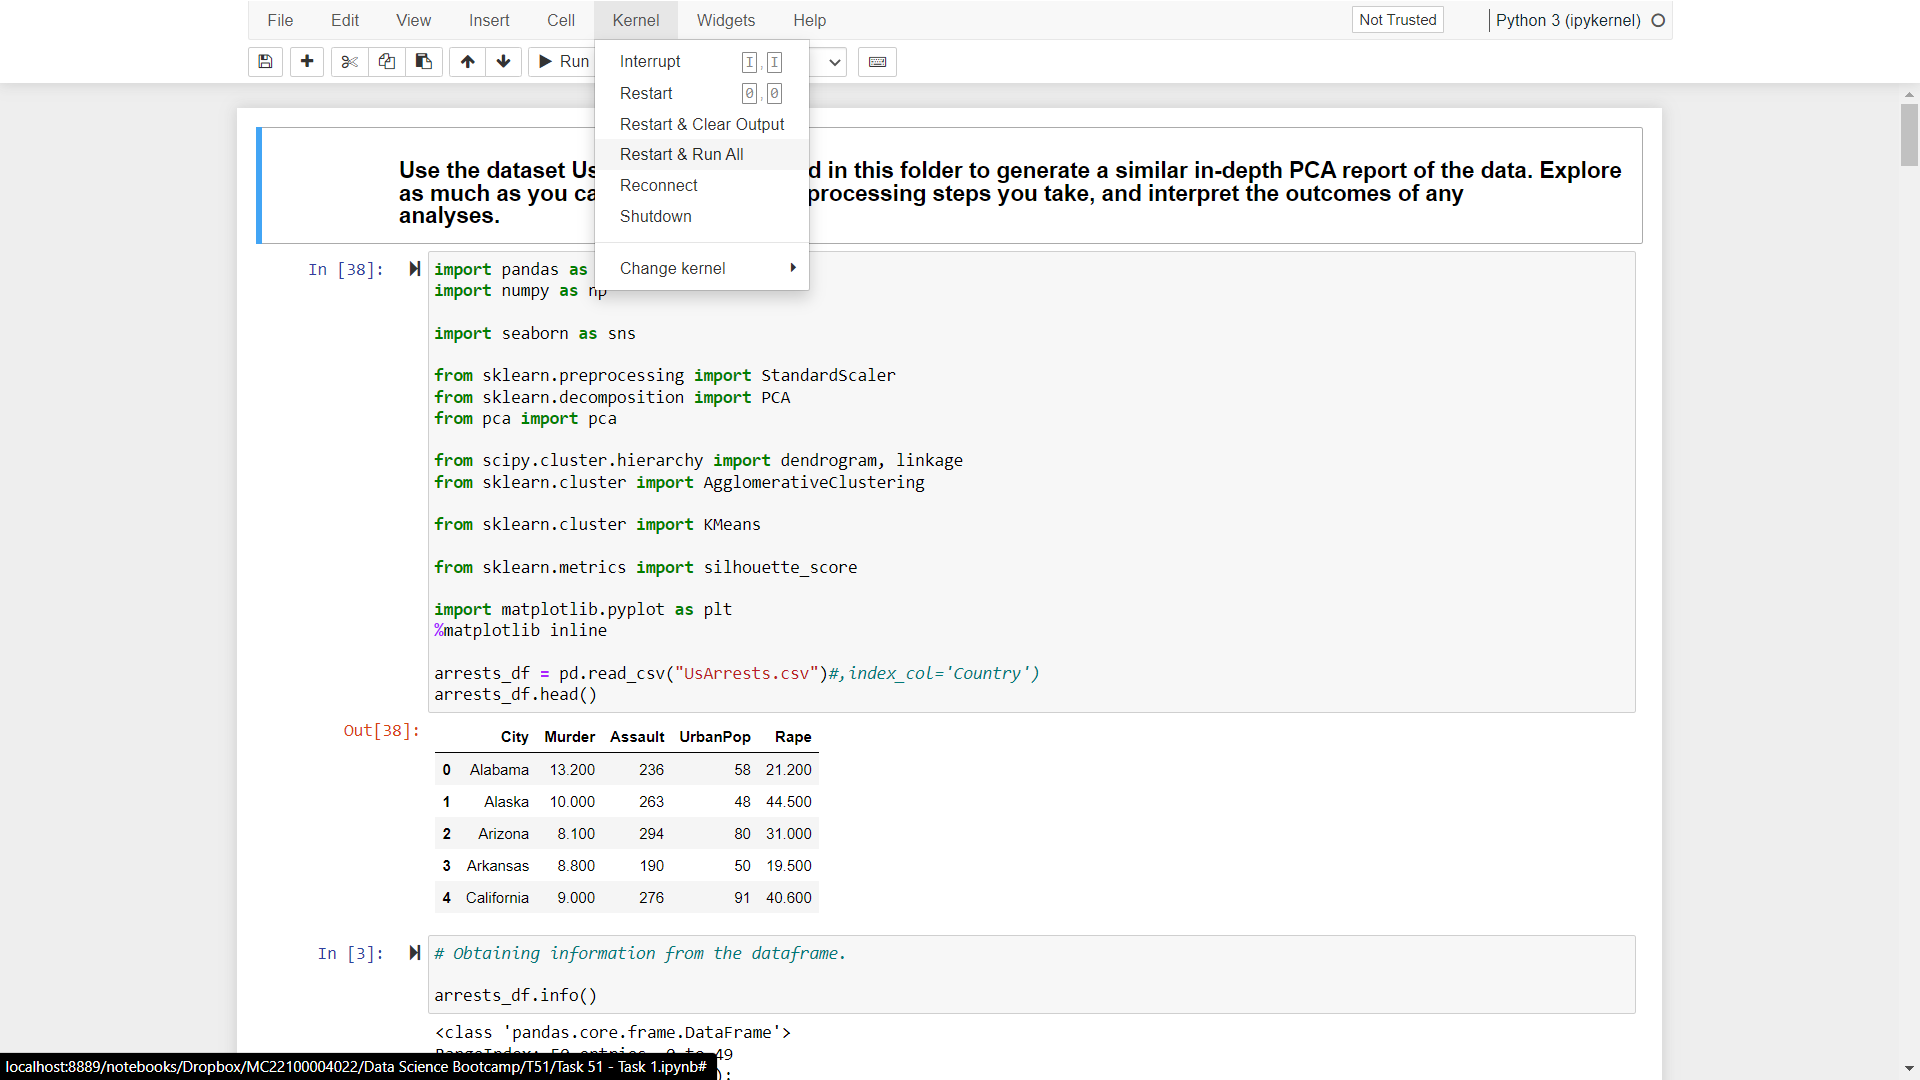 File Edit View Insert Cell Kernel Widgets Help Not Trusted Python 3 (ipykernel)
Run
Interrupt I, I
Restart 0, 0
Restart & Clear Output
Restart & Run All
Reconnect
Shutdown
Change kernel
Use the dataset Us d in this folder to generate a similar in-depth PCA report of the data. Explore
as much as you ca processing steps you take, and interpret the outcomes of any
analyses.
In [38]: import pandas as
import numpy as np
import seaborn as sns
from sklearn.preprocessing import StandardScaler
from sklearn.decomposition import PCA
from pca import pca
from scipy.cluster.hierarchy import dendrogram, linkage
from sklearn.cluster import AgglomerativeClustering
from sklearn.cluster import KMeans
from sklearn.metrics import silhouette_score
import matplotlib.pyplot as plt
%matplotlib inline
arrests_df = pd.read_csv("UsArrests.csv")#,index_col='Country')
arrests_df.head()
Out[38]:
City Murder Assault UrbanPop Rape
0 Alabama 13.200 236 58 21.200
1 Alaska 10.000 263 48 44.500
2 Arizona 8.100 294 80 31.000
3 Arkansas 8.800 190 50 19.500
4 California 9.000 276 91 40.600
In [3]: # Obtaining information from the dataframe.
arrests_df.info()
<class 'pandas.core.frame.DataFrame'>
RangeIndex: 50 entries, 0 to 49
):
localhost:8889/notebooks/Dropbox/MC22100004022/Data Science Bootcamp/T51/Task 51 - Task 1.ipynb#